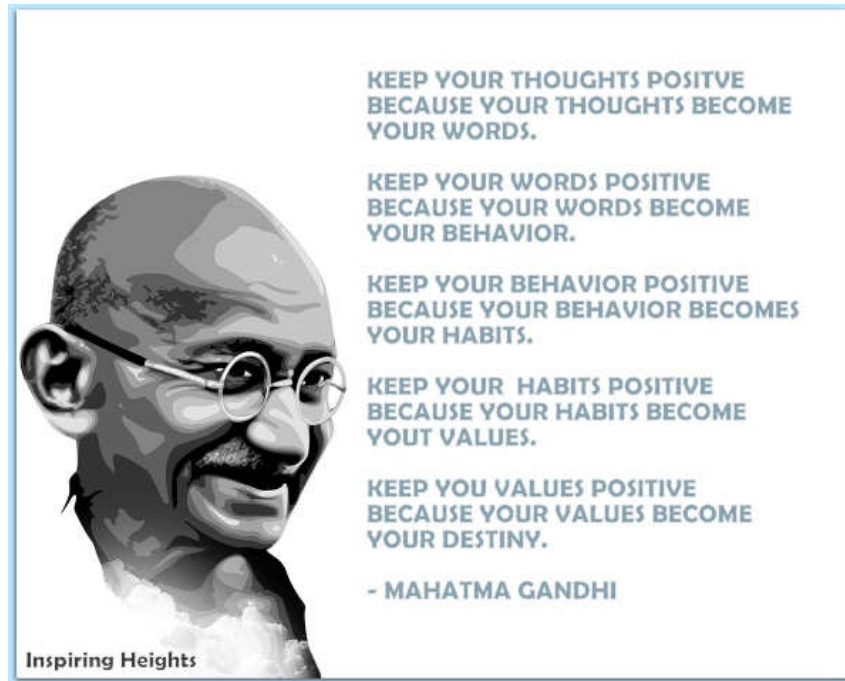 KEEP YOUR THOUGHTS POSITVE
BECAUSE YOUR THOUGHTS BECOME
YOUR WORDS.
KEEP YOUR WORDS POSITIVE
BECAUSE YOUR WORDS BECOME
YOUR BEHAVIOR.
KEEP YOUR BEHAVIOR POSITIVE
BECAUSE YOUR BEHAVIOR BECOMES
YOUR HABITS.
KEEP YOUR  HABITS POSITIVE
BECAUSE YOUR HABITS BECOME
YOUT VALUES.
KEEP YOU VALUES POSITIVE
BECAUSE YOUR VALUES BECOME
YOUR DESTINY.
- MAHATMA GANDHI
Inspiring Heights